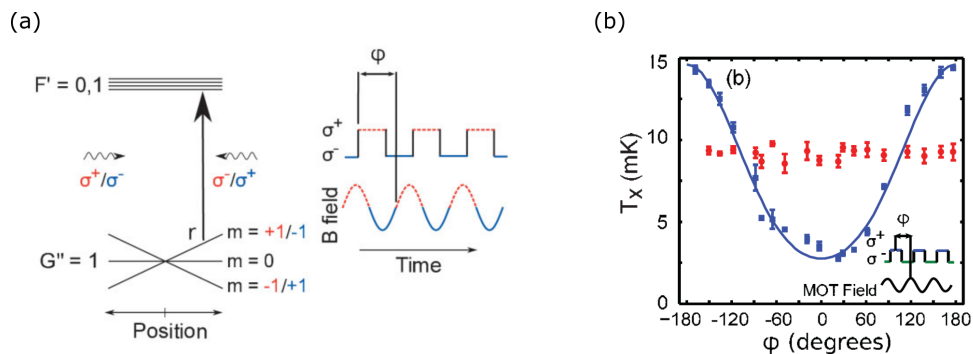 (a)
F' = 0,1
σ⁺/σ⁻
σ⁻/σ⁺
r
m = +1/-1
G'' = 1
m = 0
m = -1/+1
Position
φ
σ⁺
σ⁻
B field
Time
(b)
(b)
15
10
5
0
Tₓ (mK)
φ
σ⁺
σ⁻
MOT Field
-180 -120 -60 0 60 120 180
φ (degrees)